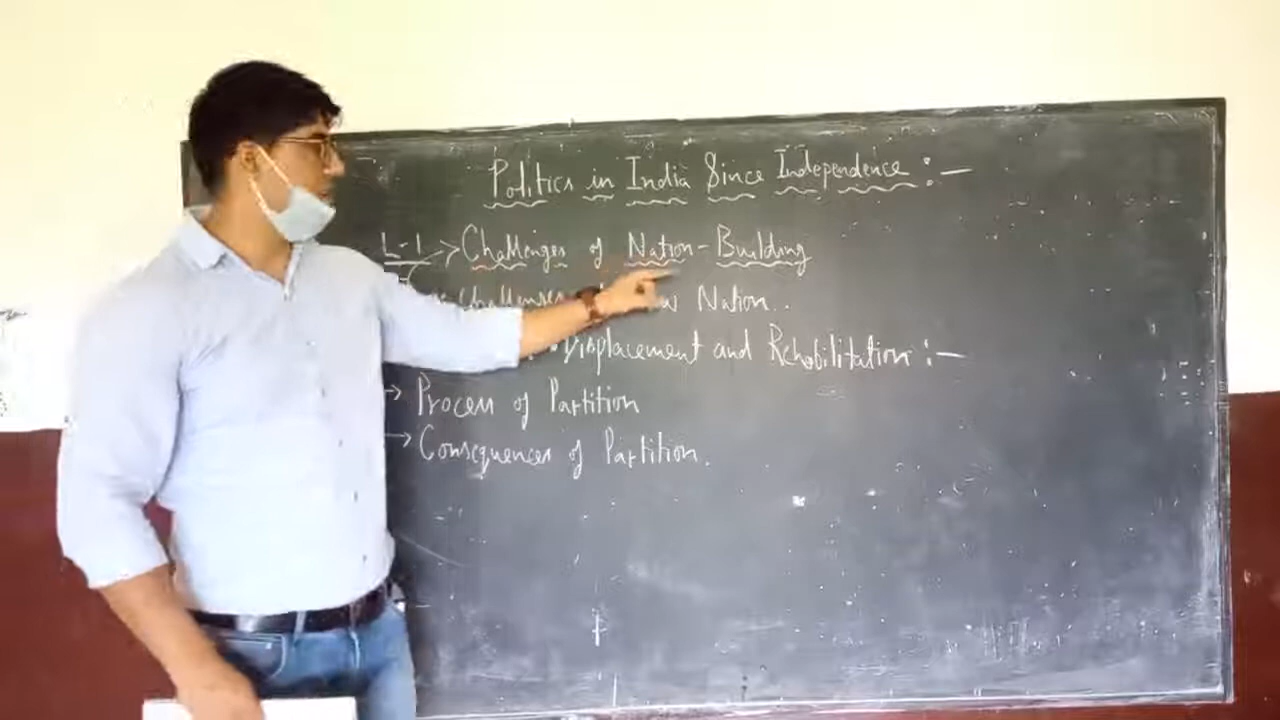 Politics in India Since Independence :-
L-1 > Challenges of Nation-Building
Challenges Nation..
Displacement and Rehabilitation :-
→ Process of Partition
→ Consequences of Partition.